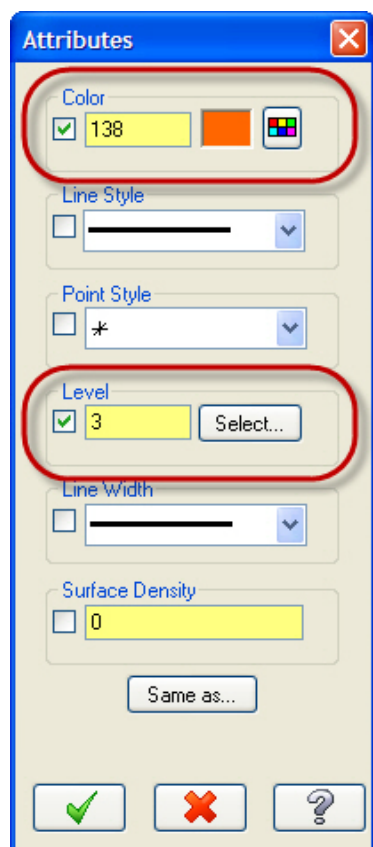 Attributes
Color
138
Line Style
Point Style
Level
3 Select...
Line Width
Surface Density
0
Same as...